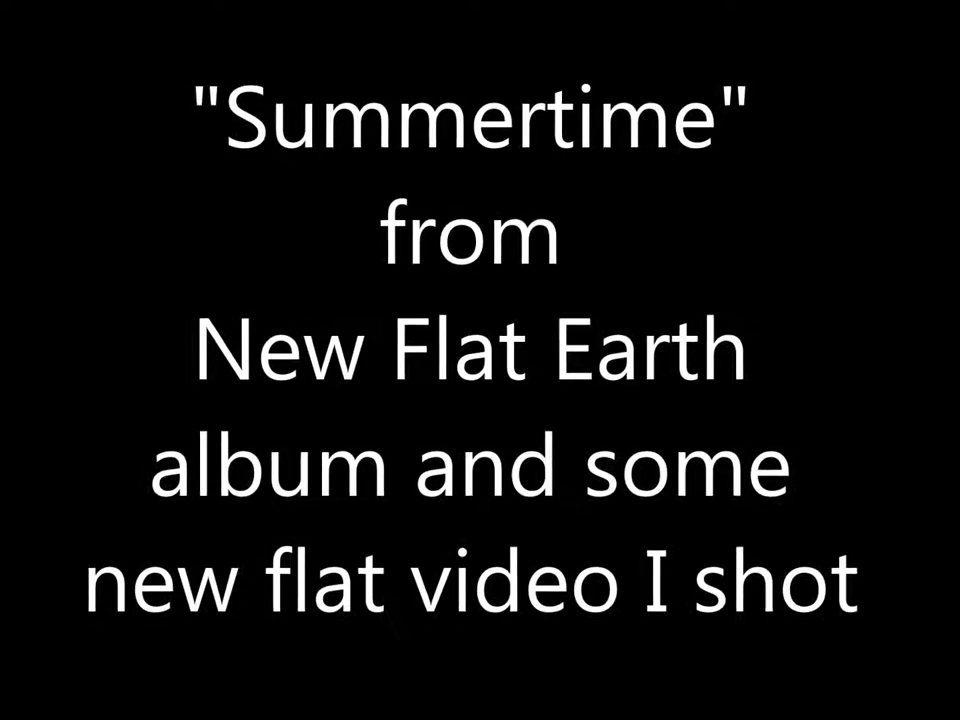 "Summertime"
from
New Flat Earth
album and some
new flat video I shot